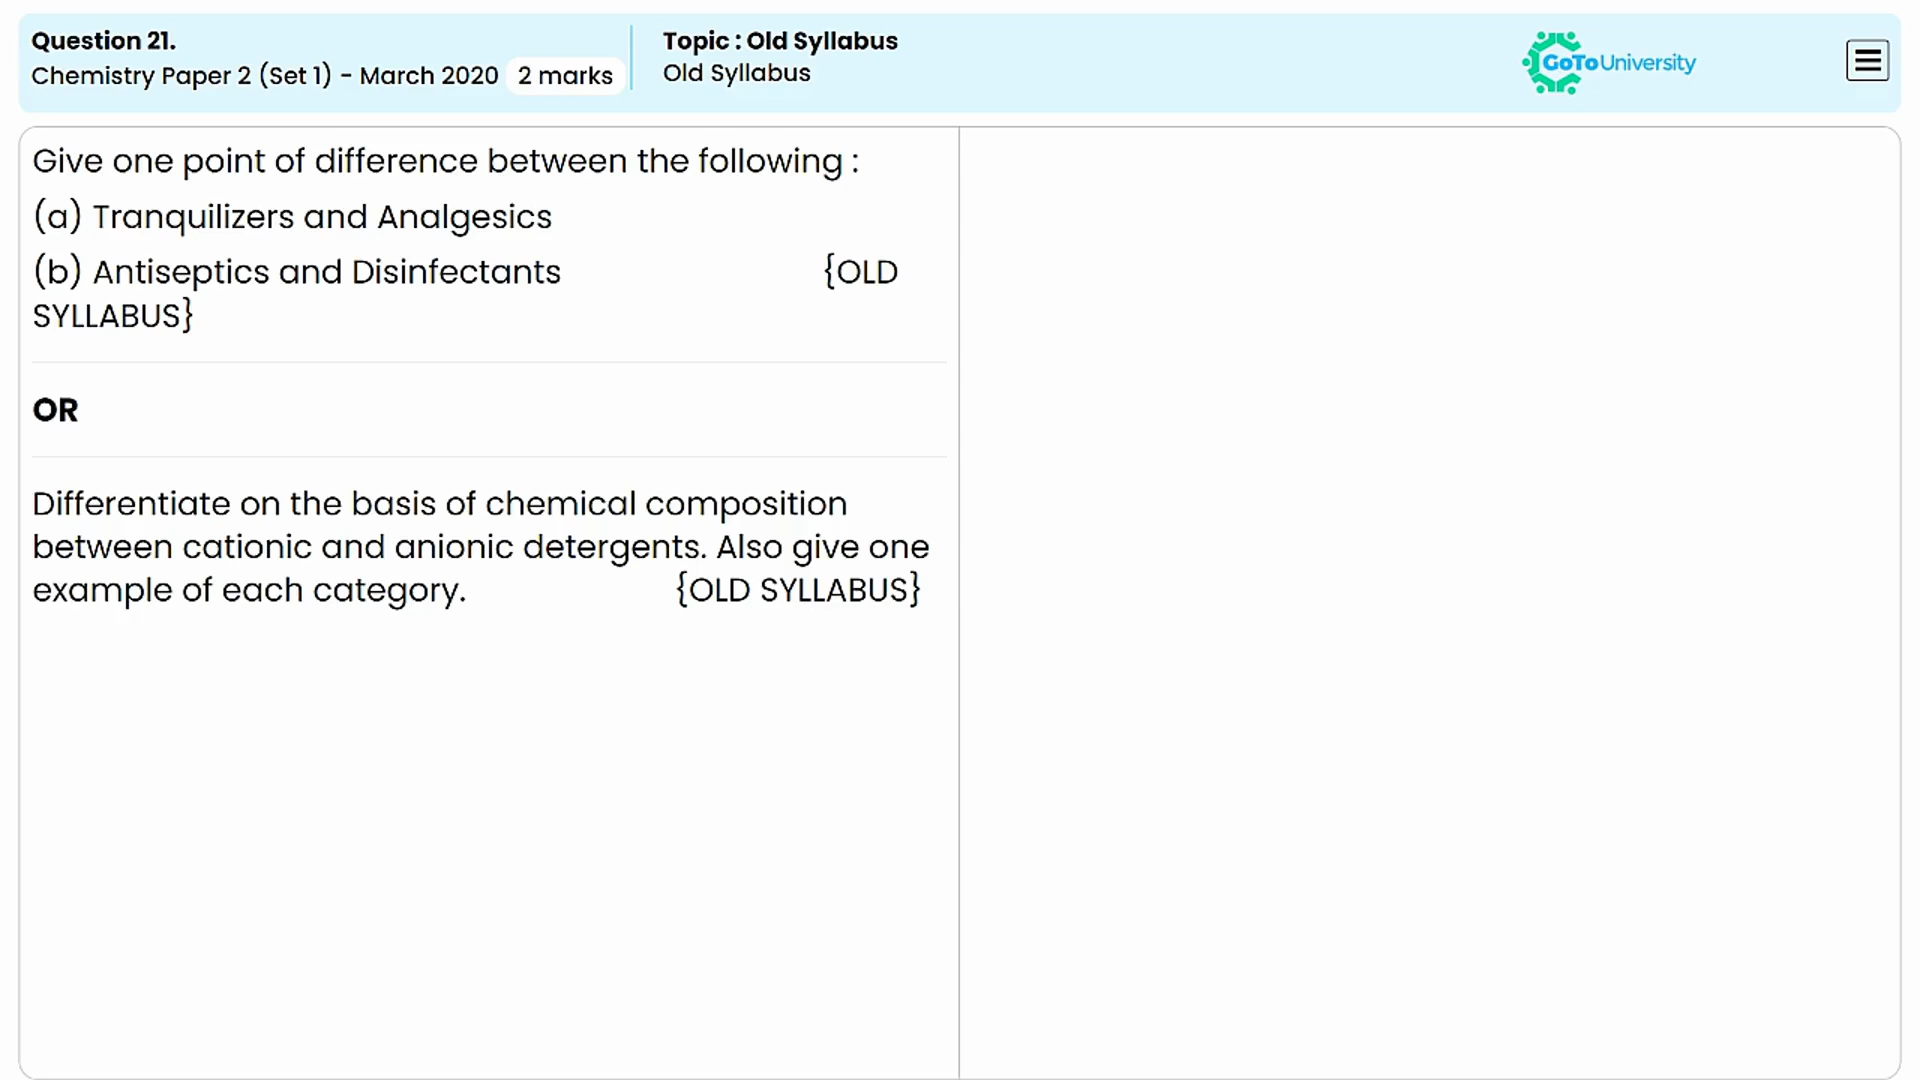 Question 21.
Chemistry Paper 2 (Set 1) - March 2020 2 marks
Topic : Old Syllabus
Old Syllabus
GoToUniversity
Give one point of difference between the following :
(a) Tranquilizers and Analgesics
(b) Antiseptics and Disinfectants {OLD
SYLLABUS}
OR
Differentiate on the basis of chemical composition
between cationic and anionic detergents. Also give one
example of each category. {OLD SYLLABUS}